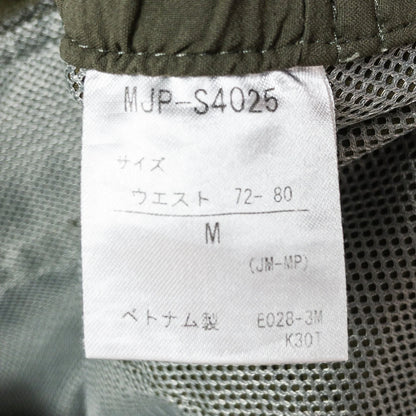 MJP-S4025
サイズ
ウエスト 72-80
M
(JM-MP)
ベトナム製 E028-3M
K30T